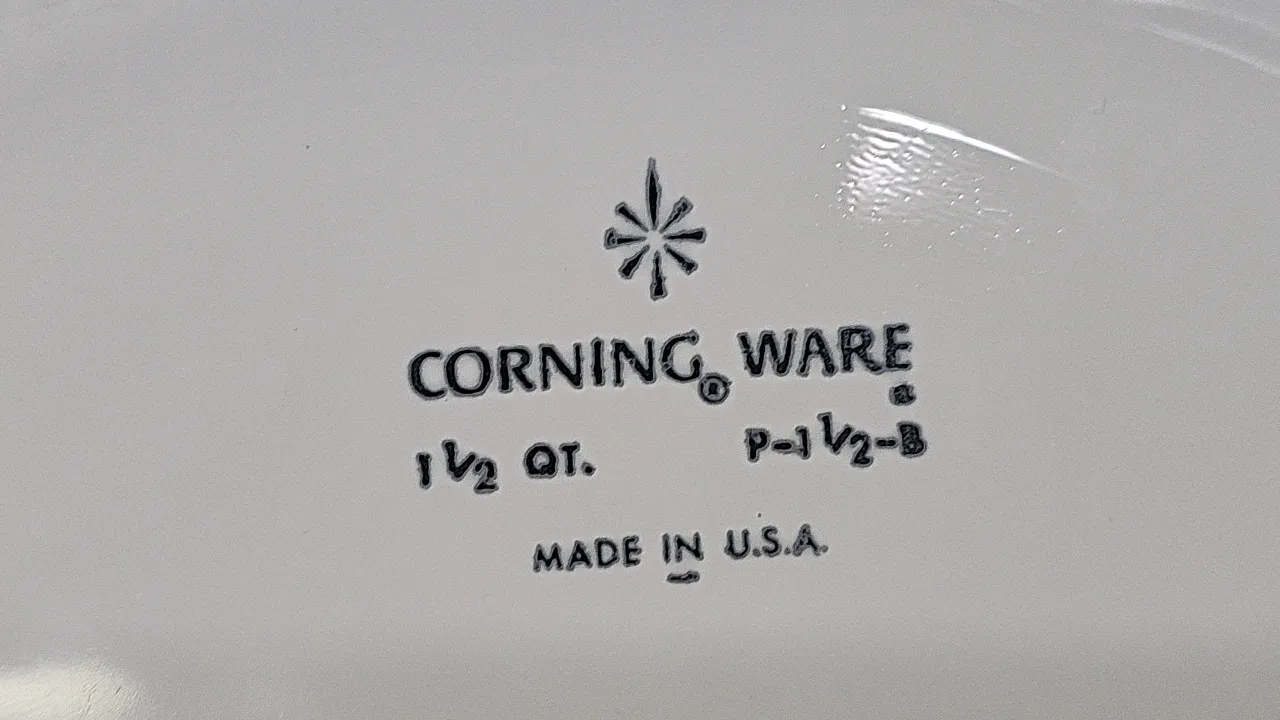 CORNING® WARE
®
1 1/2 QT. P-1 1/2-B
MADE IN U.S.A.